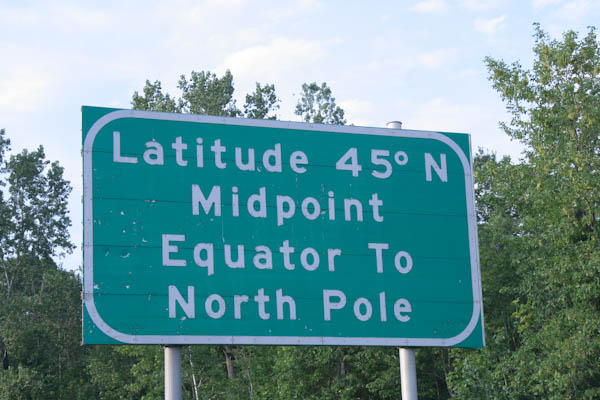 Latitude 45° N
Midpoint
Equator To
North Pole